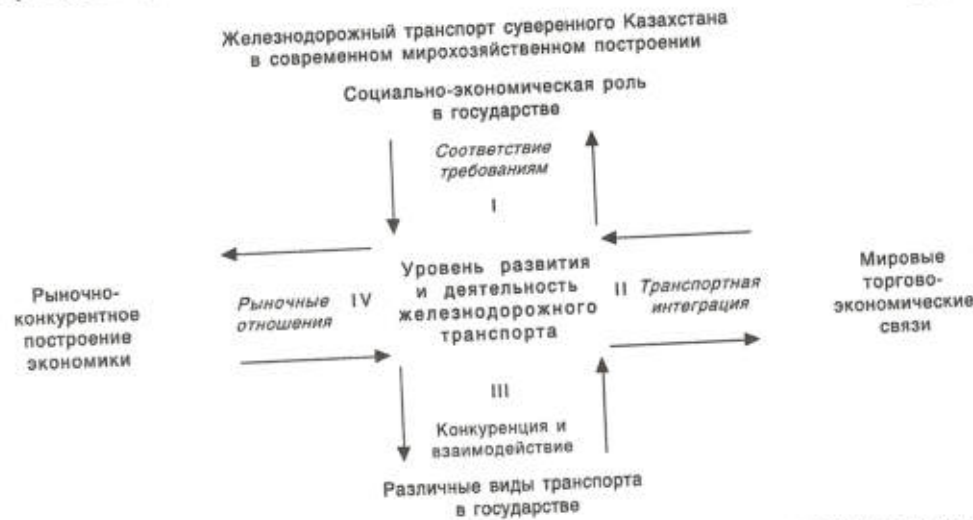 Железнодорожный транспорт суверенного Казахстана
в современном мирохозяйственном построении
Социально-экономическая роль
в государстве
Соответствие
требованиям
I
Рыночно-
конкурентное
построение
экономики
Рыночные
отношения
IV
Уровень развития
и деятельность
железнодорожного
транспорта
II
Транспортная
интеграция
Мировые
торгово-
экономические
связи
III
Конкуренция и
взаимодействие
Различные виды транспорта
в государстве